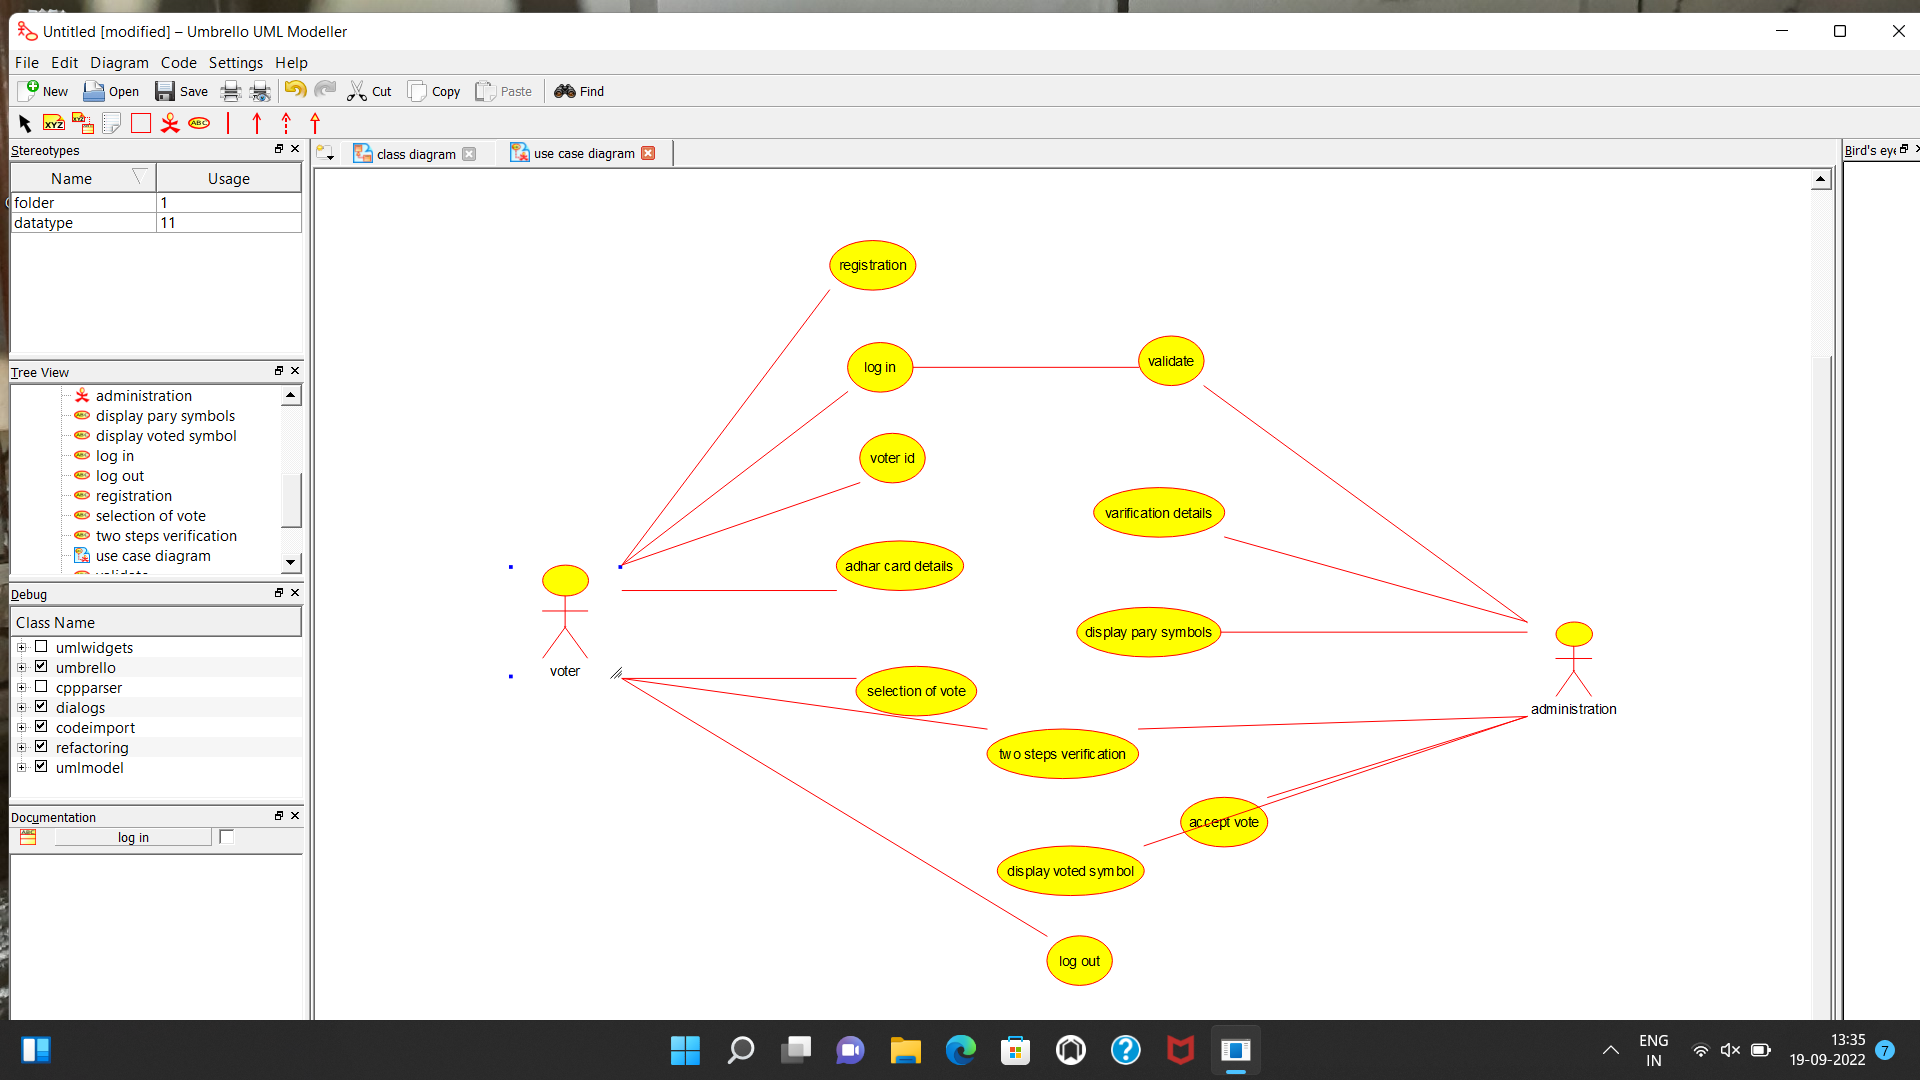 Untitled [modified] – Umbrello UML Modeller
File Edit Diagram Code Settings Help
New Open Save Cut Copy Paste Find
XYZ XYZ ABC
Stereotypes
Name Usage
folder 1
datatype 11
Tree View
administration
display pary symbols
display voted symbol
log in
log out
registration
selection of vote
two steps verification
use case diagram
Debug
Class Name
umlwidgets
umbrello
cppparser
dialogs
codeimport
refactoring
umlmodel
Documentation
log in
class diagram
use case diagram
Bird's eye
registration
log in
validate
voter id
varification details
adhar card details
display pary symbols
voter
selection of vote
administration
two steps verification
accept vote
display voted symbol
log out
ENG
IN
13:35
19-09-2022
7